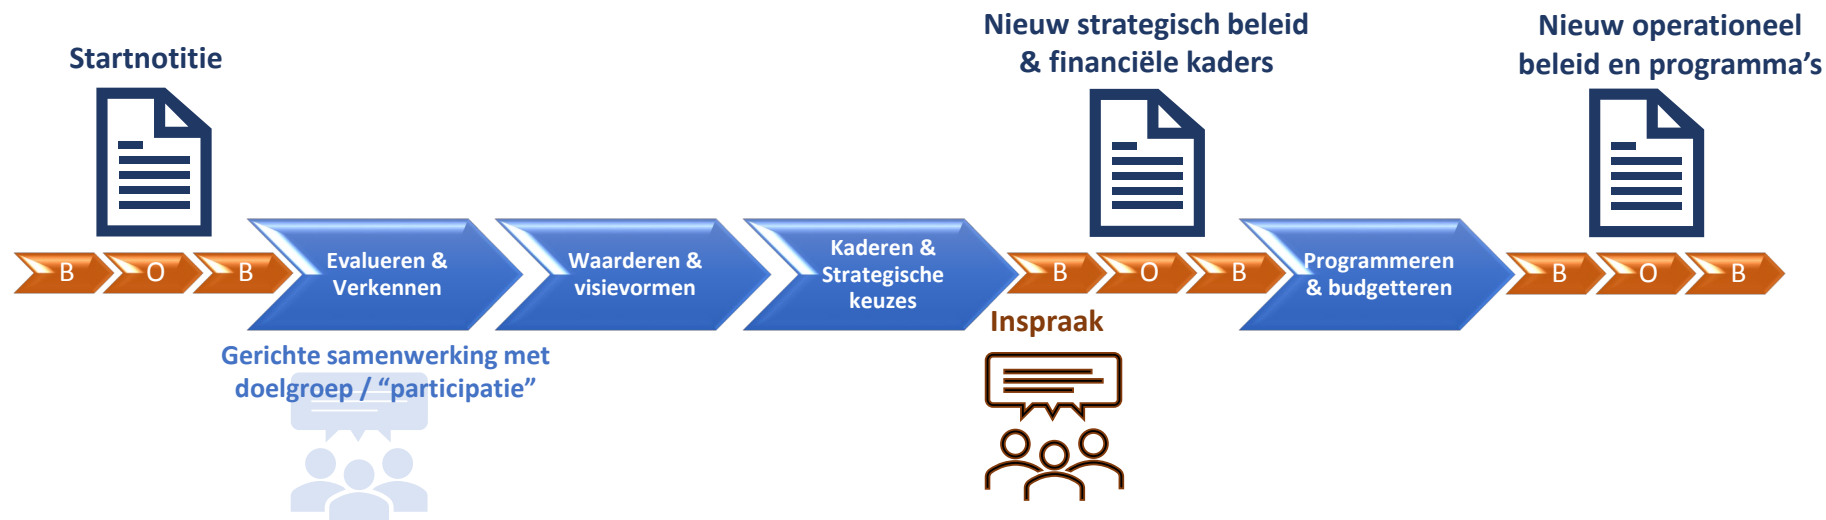 Startnotitie
Nieuw strategisch beleid
& financiële kaders
Nieuw operationeel
beleid en programma's
B
O
B
Evalueren &
Verkennen
Waarderen &
visievormen
Kaderen &
Strategische
keuzes
B
O
B
Programmeren
& budgetteren
B
O
B
Gerichte samenwerking met
doelgroep / “participatie”
Inspraak